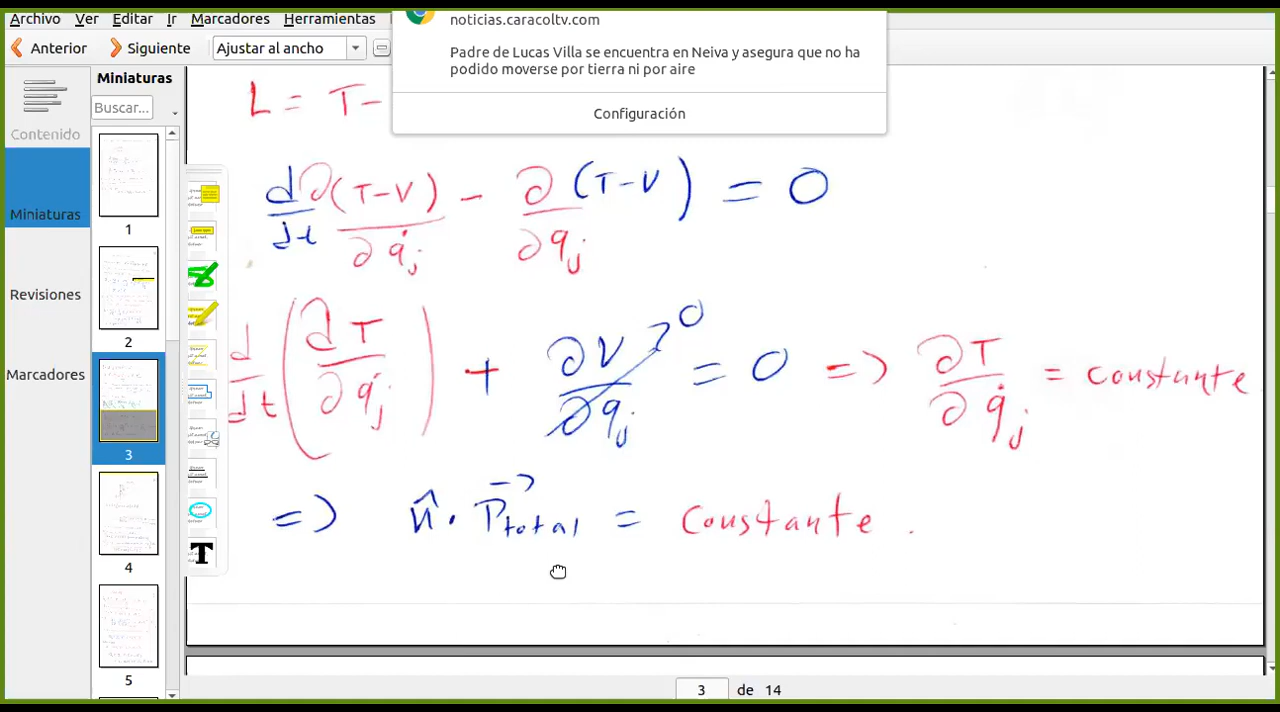 Archivo Ver Editar Ir Marcadores Herramientas
noticias.caracoltv.com
Padre de Lucas Villa se encuentra en Neiva y asegura que no ha
podido moverse por tierra ni por aire
Configuración
Anterior Siguiente Ajustar al ancho
Contenido
Miniaturas
Revisiones
Marcadores
Miniaturas
Buscar...
1
2
3
4
5
T
L = T -
d/dt ∂(T-V)/∂q̇j - ∂/∂qj (T-V) = 0
d/dt (∂T/∂q̇j) + ∂V/∂qj → 0 = 0 => ∂T/∂q̇j = constante
=> n̂ · P⃗total = constante.
3 de 14